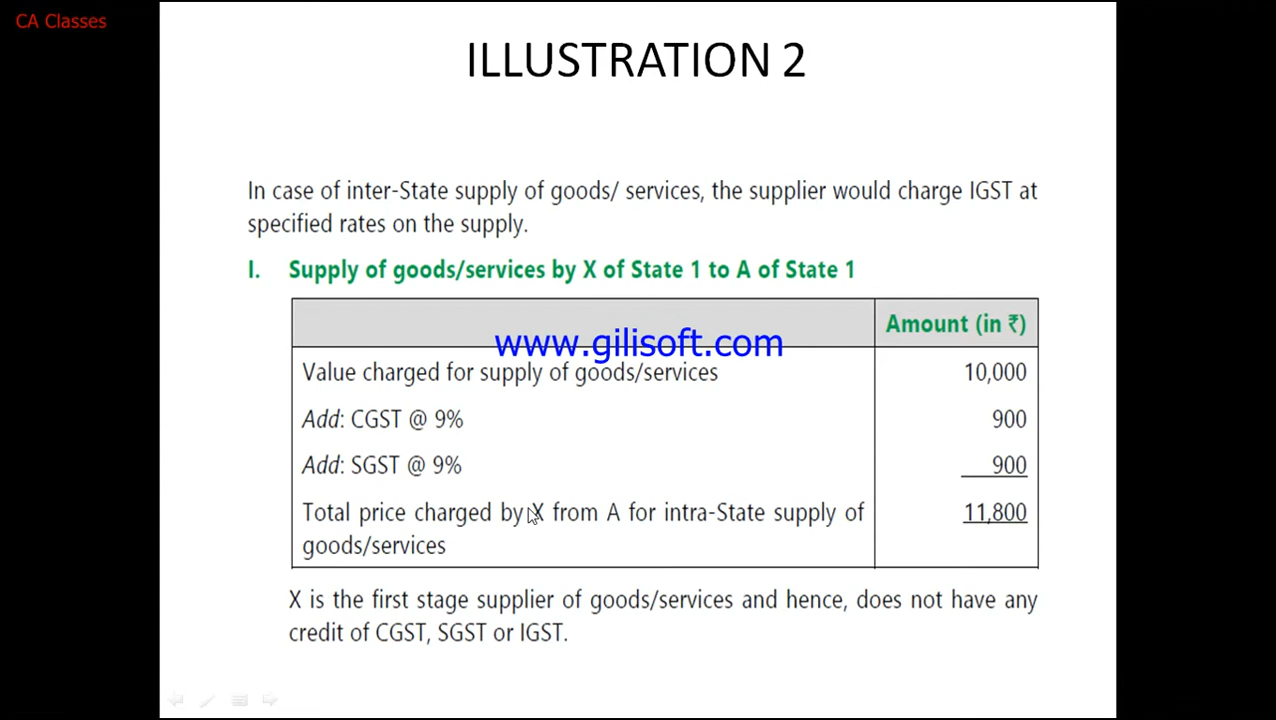 CA Classes
ILLUSTRATION 2
In case of inter-State supply of goods/ services, the supplier would charge IGST at
specified rates on the supply.
I. Supply of goods/services by X of State 1 to A of State 1
Amount (in ₹)
www.gilisoft.com
Value charged for supply of goods/services 10,000
Add: CGST @ 9% 900
Add: SGST @ 9% 900
Total price charged by X from A for intra-State supply of 11,800
goods/services
X is the first stage supplier of goods/services and hence, does not have any
credit of CGST, SGST or IGST.